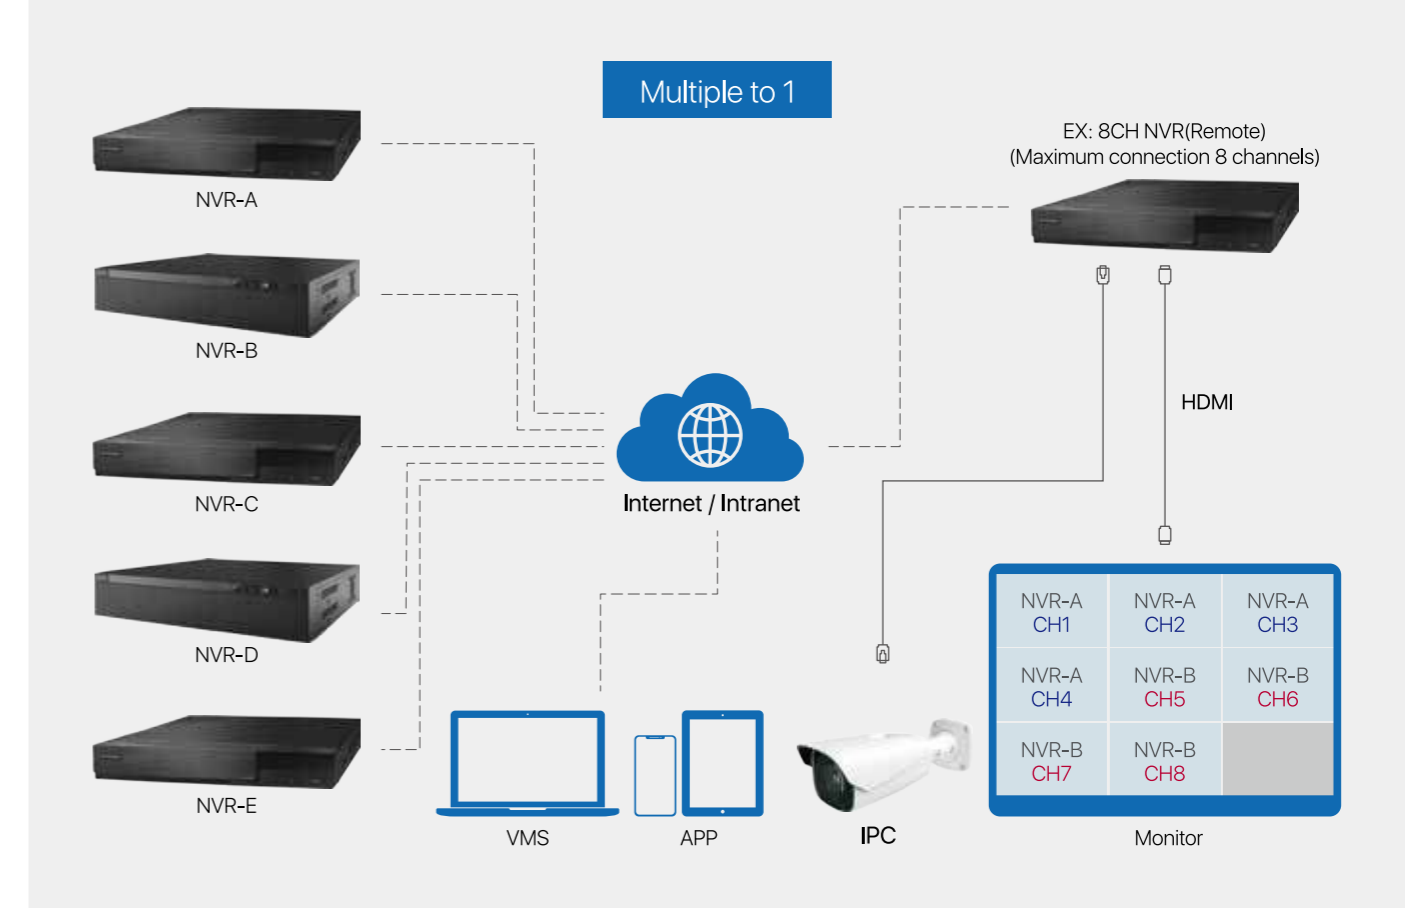 Multiple to 1
EX: 8CH NVR(Remote)
(Maximum connection 8 channels)
NVR-A
NVR-B
NVR-C
NVR-D
NVR-E
Internet / Intranet
HDMI
NVR-A
CH1
NVR-A
CH2
NVR-A
CH3
NVR-A
CH4
NVR-B
CH5
NVR-B
CH6
NVR-B
CH7
NVR-B
CH8
VMS
APP
IPC
Monitor